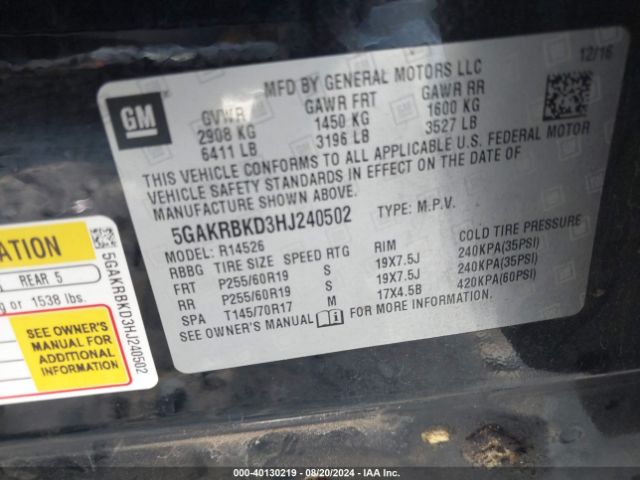 12/16
MFD BY GENERAL MOTORS LLC
GM
GVWR GAWR FRT GAWR RR
2908 KG 1450 KG 1600 KG
6411 LB 3196 LB 3527 LB
THIS VEHICLE CONFORMS TO ALL APPLICABLE U.S. FEDERAL MOTOR
VEHICLE SAFETY STANDARDS IN EFFECT ON THE DATE OF
MANUFACTURE SHOWN ABOVE.
5GAKRBKD3HJ240502 TYPE: M.P.V.
MODEL: R14526
RBBG TIRE SIZE SPEED RTG RIM COLD TIRE PRESSURE
FRT P255/60R19 S 19X7.5J 240KPA(35PSI)
RR P255/60R19 S 19X7.5J 240KPA(35PSI)
SPA T145/70R17 M 17X4.5B 420KPA(60PSI)
SEE OWNER'S MANUAL FOR MORE INFORMATION.
ATION
REAR 5
or 1538 lbs.
SEE OWNER'S
MANUAL FOR
ADDITIONAL
INFORMATION
5GAKRBKD3HJ240502
000-40130219 - 08/20/2024 - IAA Inc.